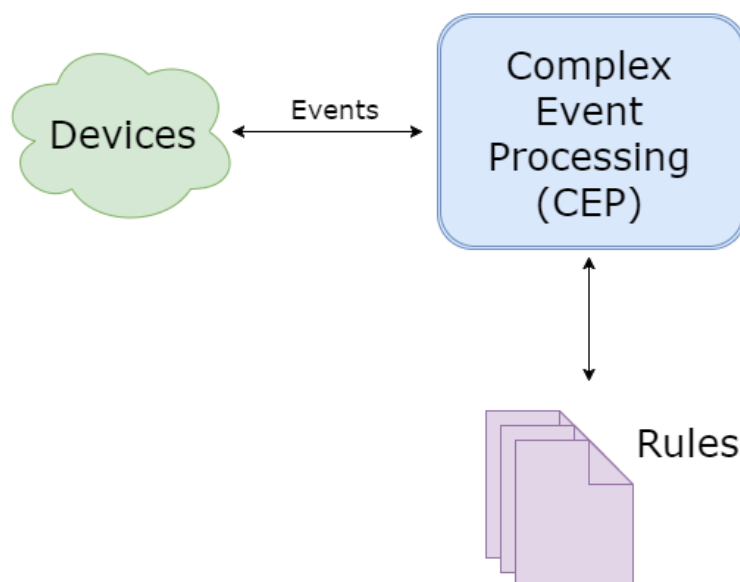 Devices
Events
Complex
Event
Processing
(CEP)
Rules